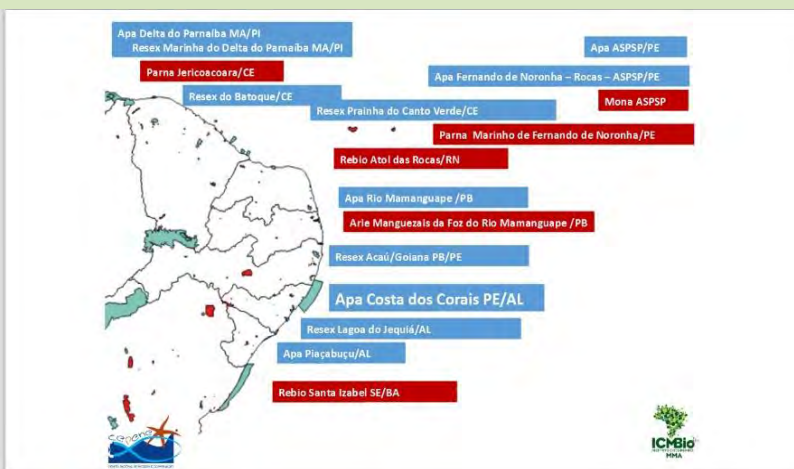 Apa Delta do Parnaíba MA/PI
Resex Marinha do Delta do Parnaíba MA/PI
Apa ASPSP/PE
Parna Jericoacoara/CE
Apa Fernando de Noronha – Rocas – ASPSP/PE
Resex do Batoque/CE
Mona ASPSP
Resex Prainha do Canto Verde/CE
Parna Marinho de Fernando de Noronha/PE
Rebio Atol das Rocas/RN
Apa Rio Mamanguape /PB
Arie Manguezais da Foz do Rio Mamanguape /PB
Resex Acaú/Goiana PB/PE
Apa Costa dos Corais PE/AL
Resex Lagoa do Jequiá/AL
Apa Piaçabuçu/AL
Rebio Santa Izabel SE/BA
ICMBio
MMA